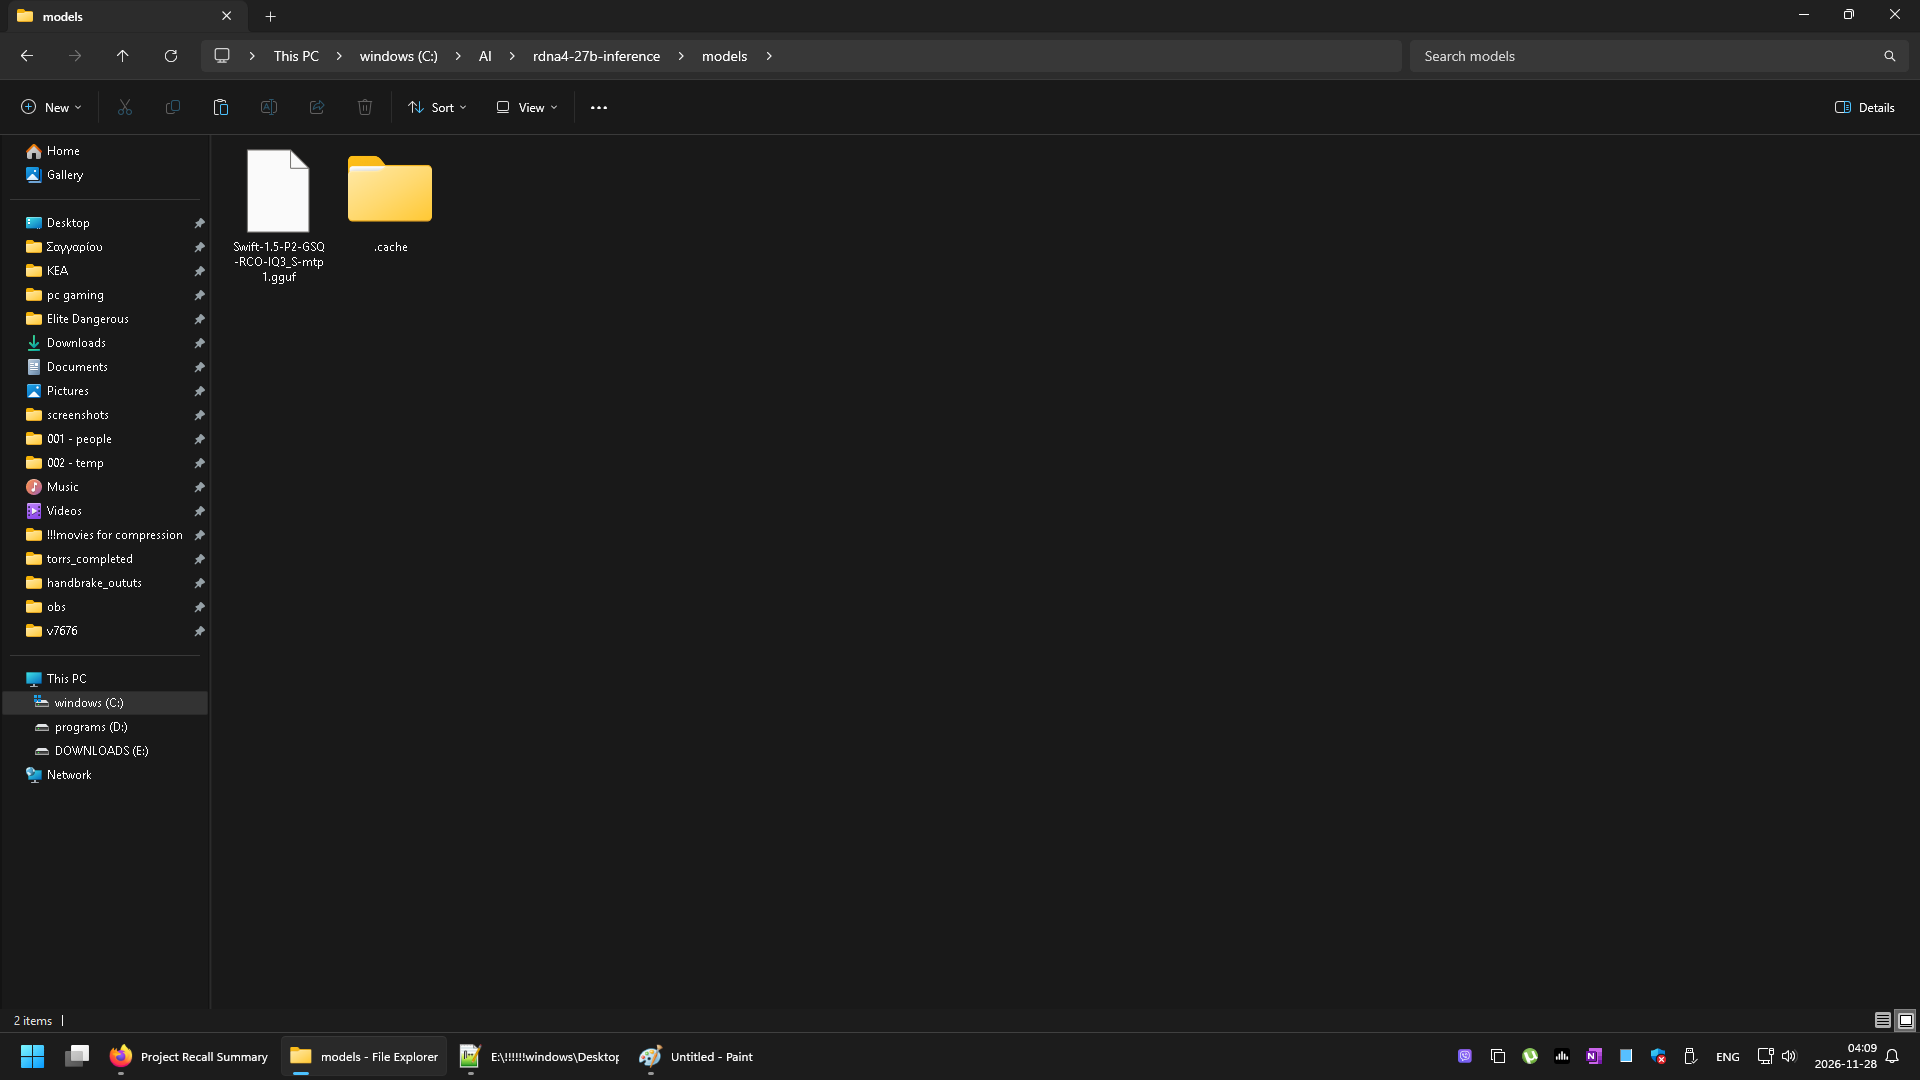 models
This PC
windows (C:)
AI
rdna4-27b-inference
models
Search models
New
Sort
View
Details
Home
Gallery
Desktop
Σαγγαρίου
KEA
pc gaming
Elite Dangerous
Downloads
Documents
Pictures
screenshots
001 - people
002 - temp
Music
Videos
!!!movies for compression
torrs_completed
handbrake_oututs
obs
v7676
This PC
windows (C:)
programs (D:)
DOWNLOADS (E:)
Network
Swift-1.5-P2-GSQ
-RCO-IQ3_S-mtp
1.gguf
.cache
2 items
Project Recall Summary
models - File Explorer
E:\!!!!!!windows\Desktop
Untitled - Paint
ENG
04:09
2026-11-28